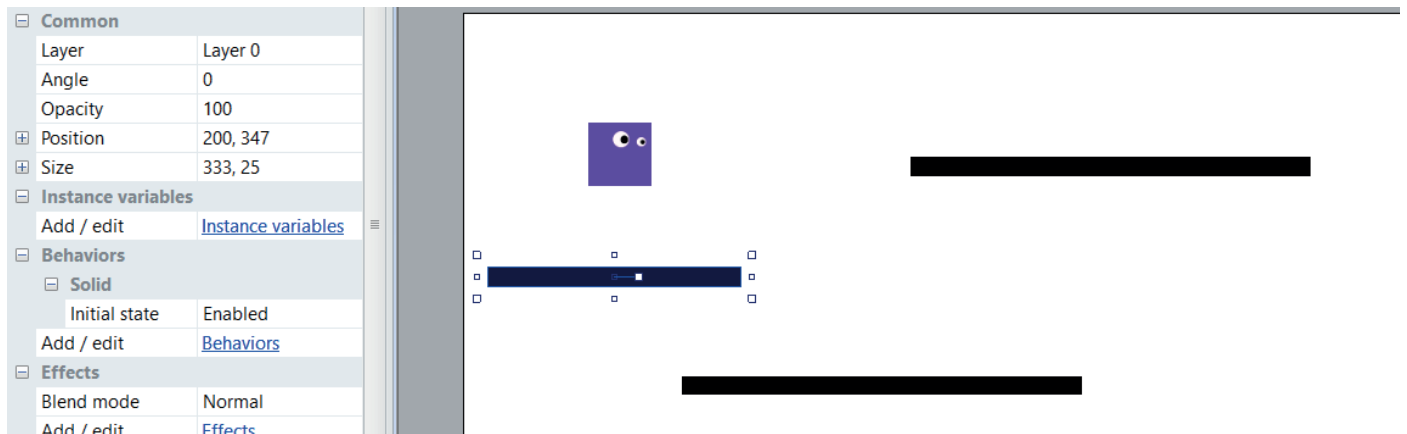 Common
Layer Layer 0
Angle 0
Opacity 100
Position 200, 347
Size 333, 25
Instance variables
Add / edit Instance variables
Behaviors
Solid
Initial state Enabled
Add / edit Behaviors
Effects
Blend mode Normal
Add / edit Effects